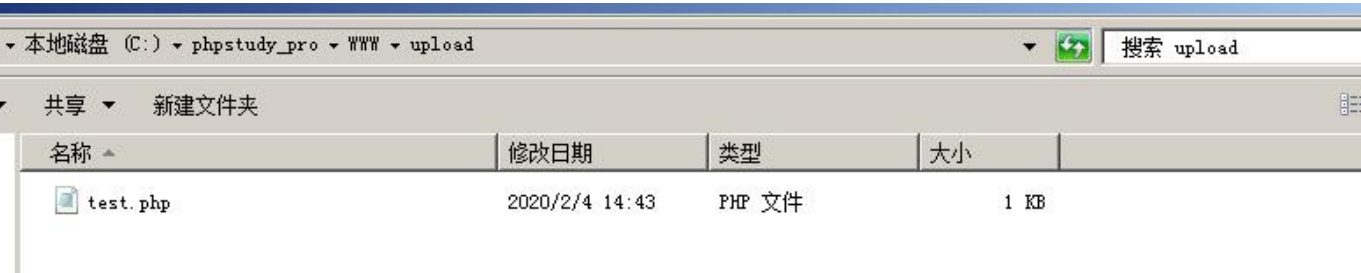 本地磁盘 (C:) phpstudy_pro WWW upload 搜索 upload
共享 新建文件夹
名称 修改日期 类型 大小
test.php 2020/2/4 14:43 PHP 文件 1 KB